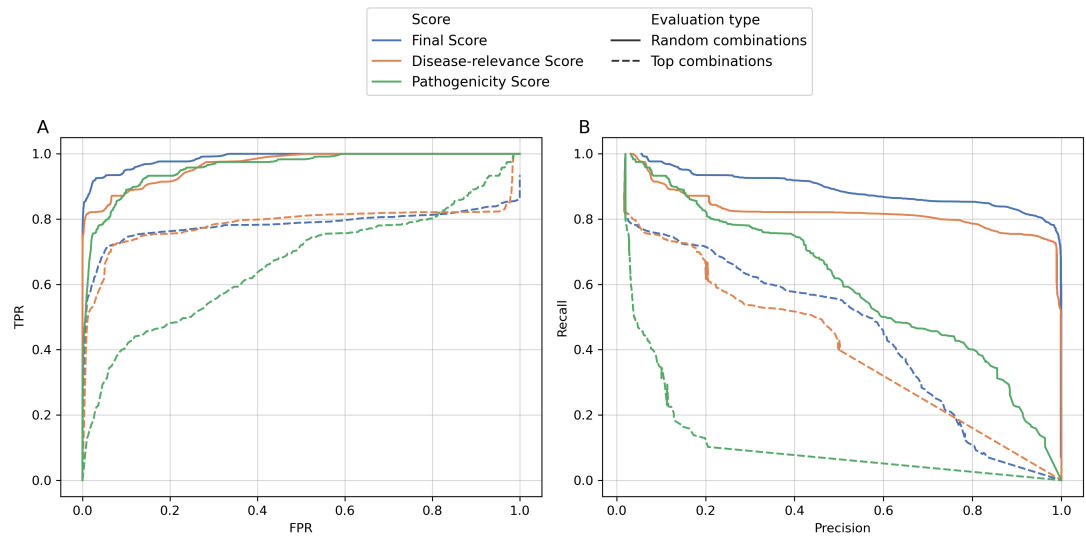 Score
Final Score
Disease-relevance Score
Pathogenicity Score
Evaluation type
Random combinations
Top combinations
A
TPR
1.0
0.8
0.6
0.4
0.2
0.0
0.0 0.2 0.4 0.6 0.8 1.0
FPR
B
Recall
1.0
0.8
0.6
0.4
0.2
0.0
0.0 0.2 0.4 0.6 0.8 1.0
Precision